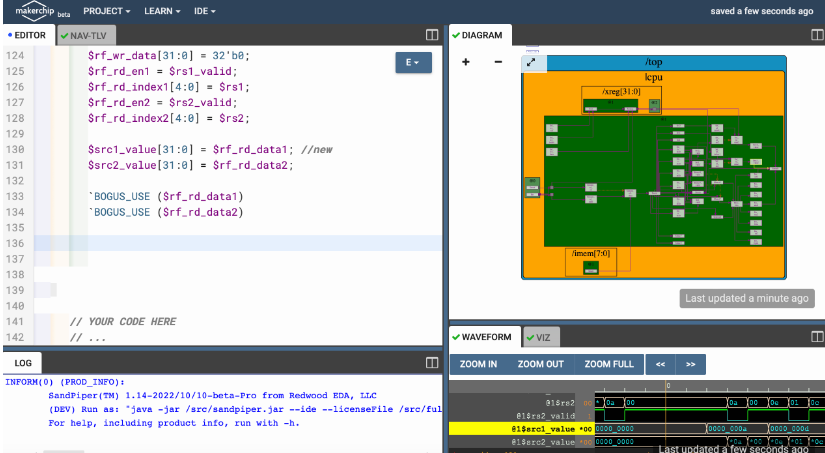 makerchip beta PROJECT LEARN IDE saved a few seconds ago
EDITOR NAV-TLV
124 $rf_wr_data[31:0] = 32'b0;
125 $rf_rd_en1 = $rs1_valid;
126 $rf_rd_index1[4:0] = $rs1;
127 $rf_rd_en2 = $rs2_valid;
128 $rf_rd_index2[4:0] = $rs2;
129
130 $src1_value[31:0] = $rf_rd_data1; //new
131 $src2_value[31:0] = $rf_rd_data2;
132
133 `BOGUS_USE ($rf_rd_data1)
134 `BOGUS_USE ($rf_rd_data2)
135
136
137
138
139
140
141 // YOUR CODE HERE
142 // ...
E
LOG
INFORM(0) (PROD_INFO):
SandPiper(TM) 1.14-2022/10/10-beta-Pro from Redwood EDA, LLC
(DEV) Run as: "java -jar /src/sandpiper.jar --ide --licenseFile /src/ful
For help, including product info, run with -h.
DIAGRAM
+ −
/top
lcpu
/xreg[31:0]
/imem[7:0]
Last updated a minute ago
WAVEFORM VIZ
ZOOM IN ZOOM OUT ZOOM FULL << >>
0
@1$rs2 00 * 0a 00 0a 00 0e 01 0c
@1$rs2_valid
@1$src1_value *00 0000_0000 0000_000a 0000_000d
@1$src2_value *00 0000_0000 *0a *00 *0e *01 *0c
Last updated a few seconds ago